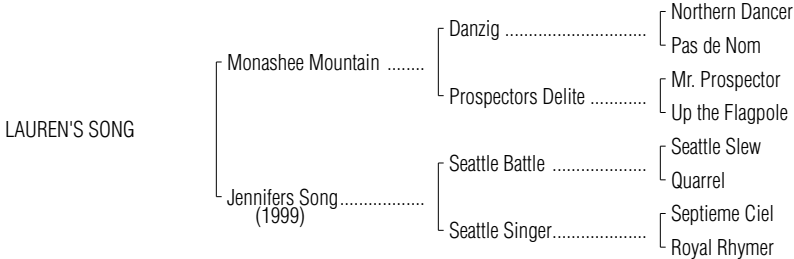 Northern Dancer
Danzig ..............................
Pas de Nom
Monashee Mountain ........
Mr. Prospector
Prospectors Delite ............
Up the Flagpole
LAUREN'S SONG
Seattle Slew
Seattle Battle ....................
Quarrel
Jennifers Song..................
(1999)
Septieme Ciel
Seattle Singer....................
Royal Rhymer